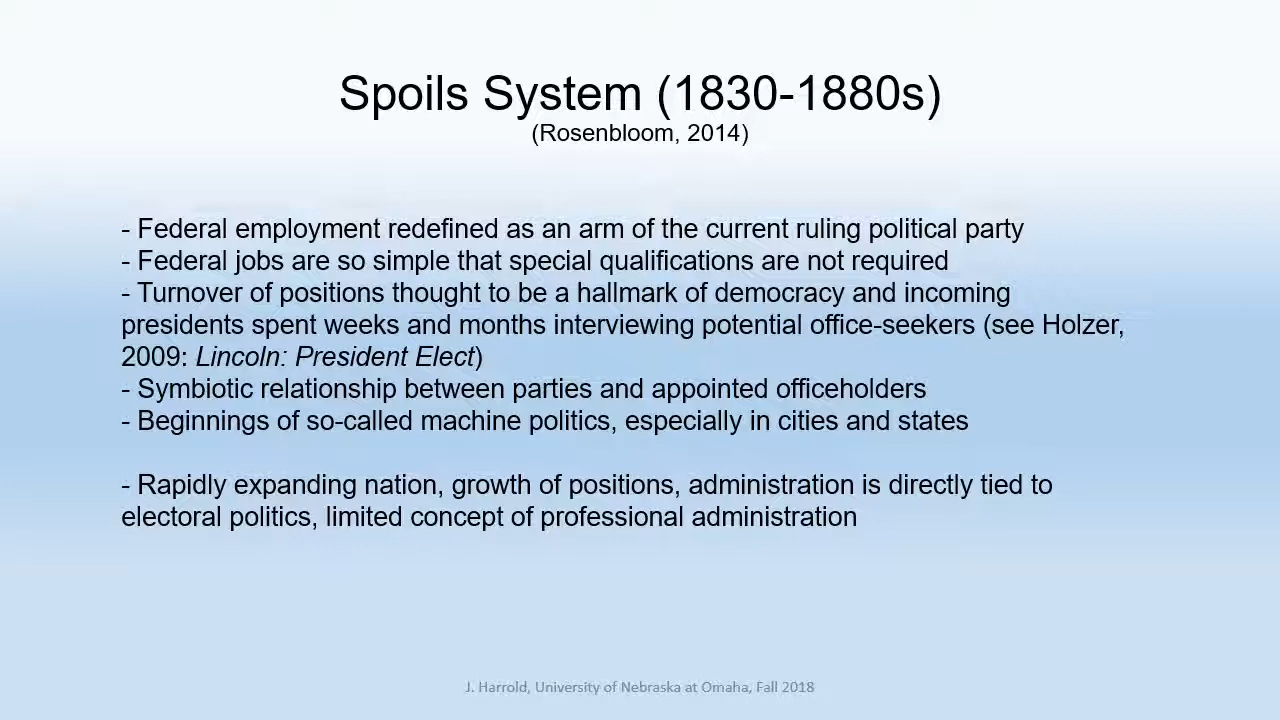 Spoils System (1830-1880s)
(Rosenbloom, 2014)
- Federal employment redefined as an arm of the current ruling political party
- Federal jobs are so simple that special qualifications are not required
- Turnover of positions thought to be a hallmark of democracy and incoming
presidents spent weeks and months interviewing potential office-seekers (see Holzer,
2009: Lincoln: President Elect)
- Symbiotic relationship between parties and appointed officeholders
- Beginnings of so-called machine politics, especially in cities and states
- Rapidly expanding nation, growth of positions, administration is directly tied to
electoral politics, limited concept of professional administration
J. Harrold, University of Nebraska at Omaha, Fall 2018